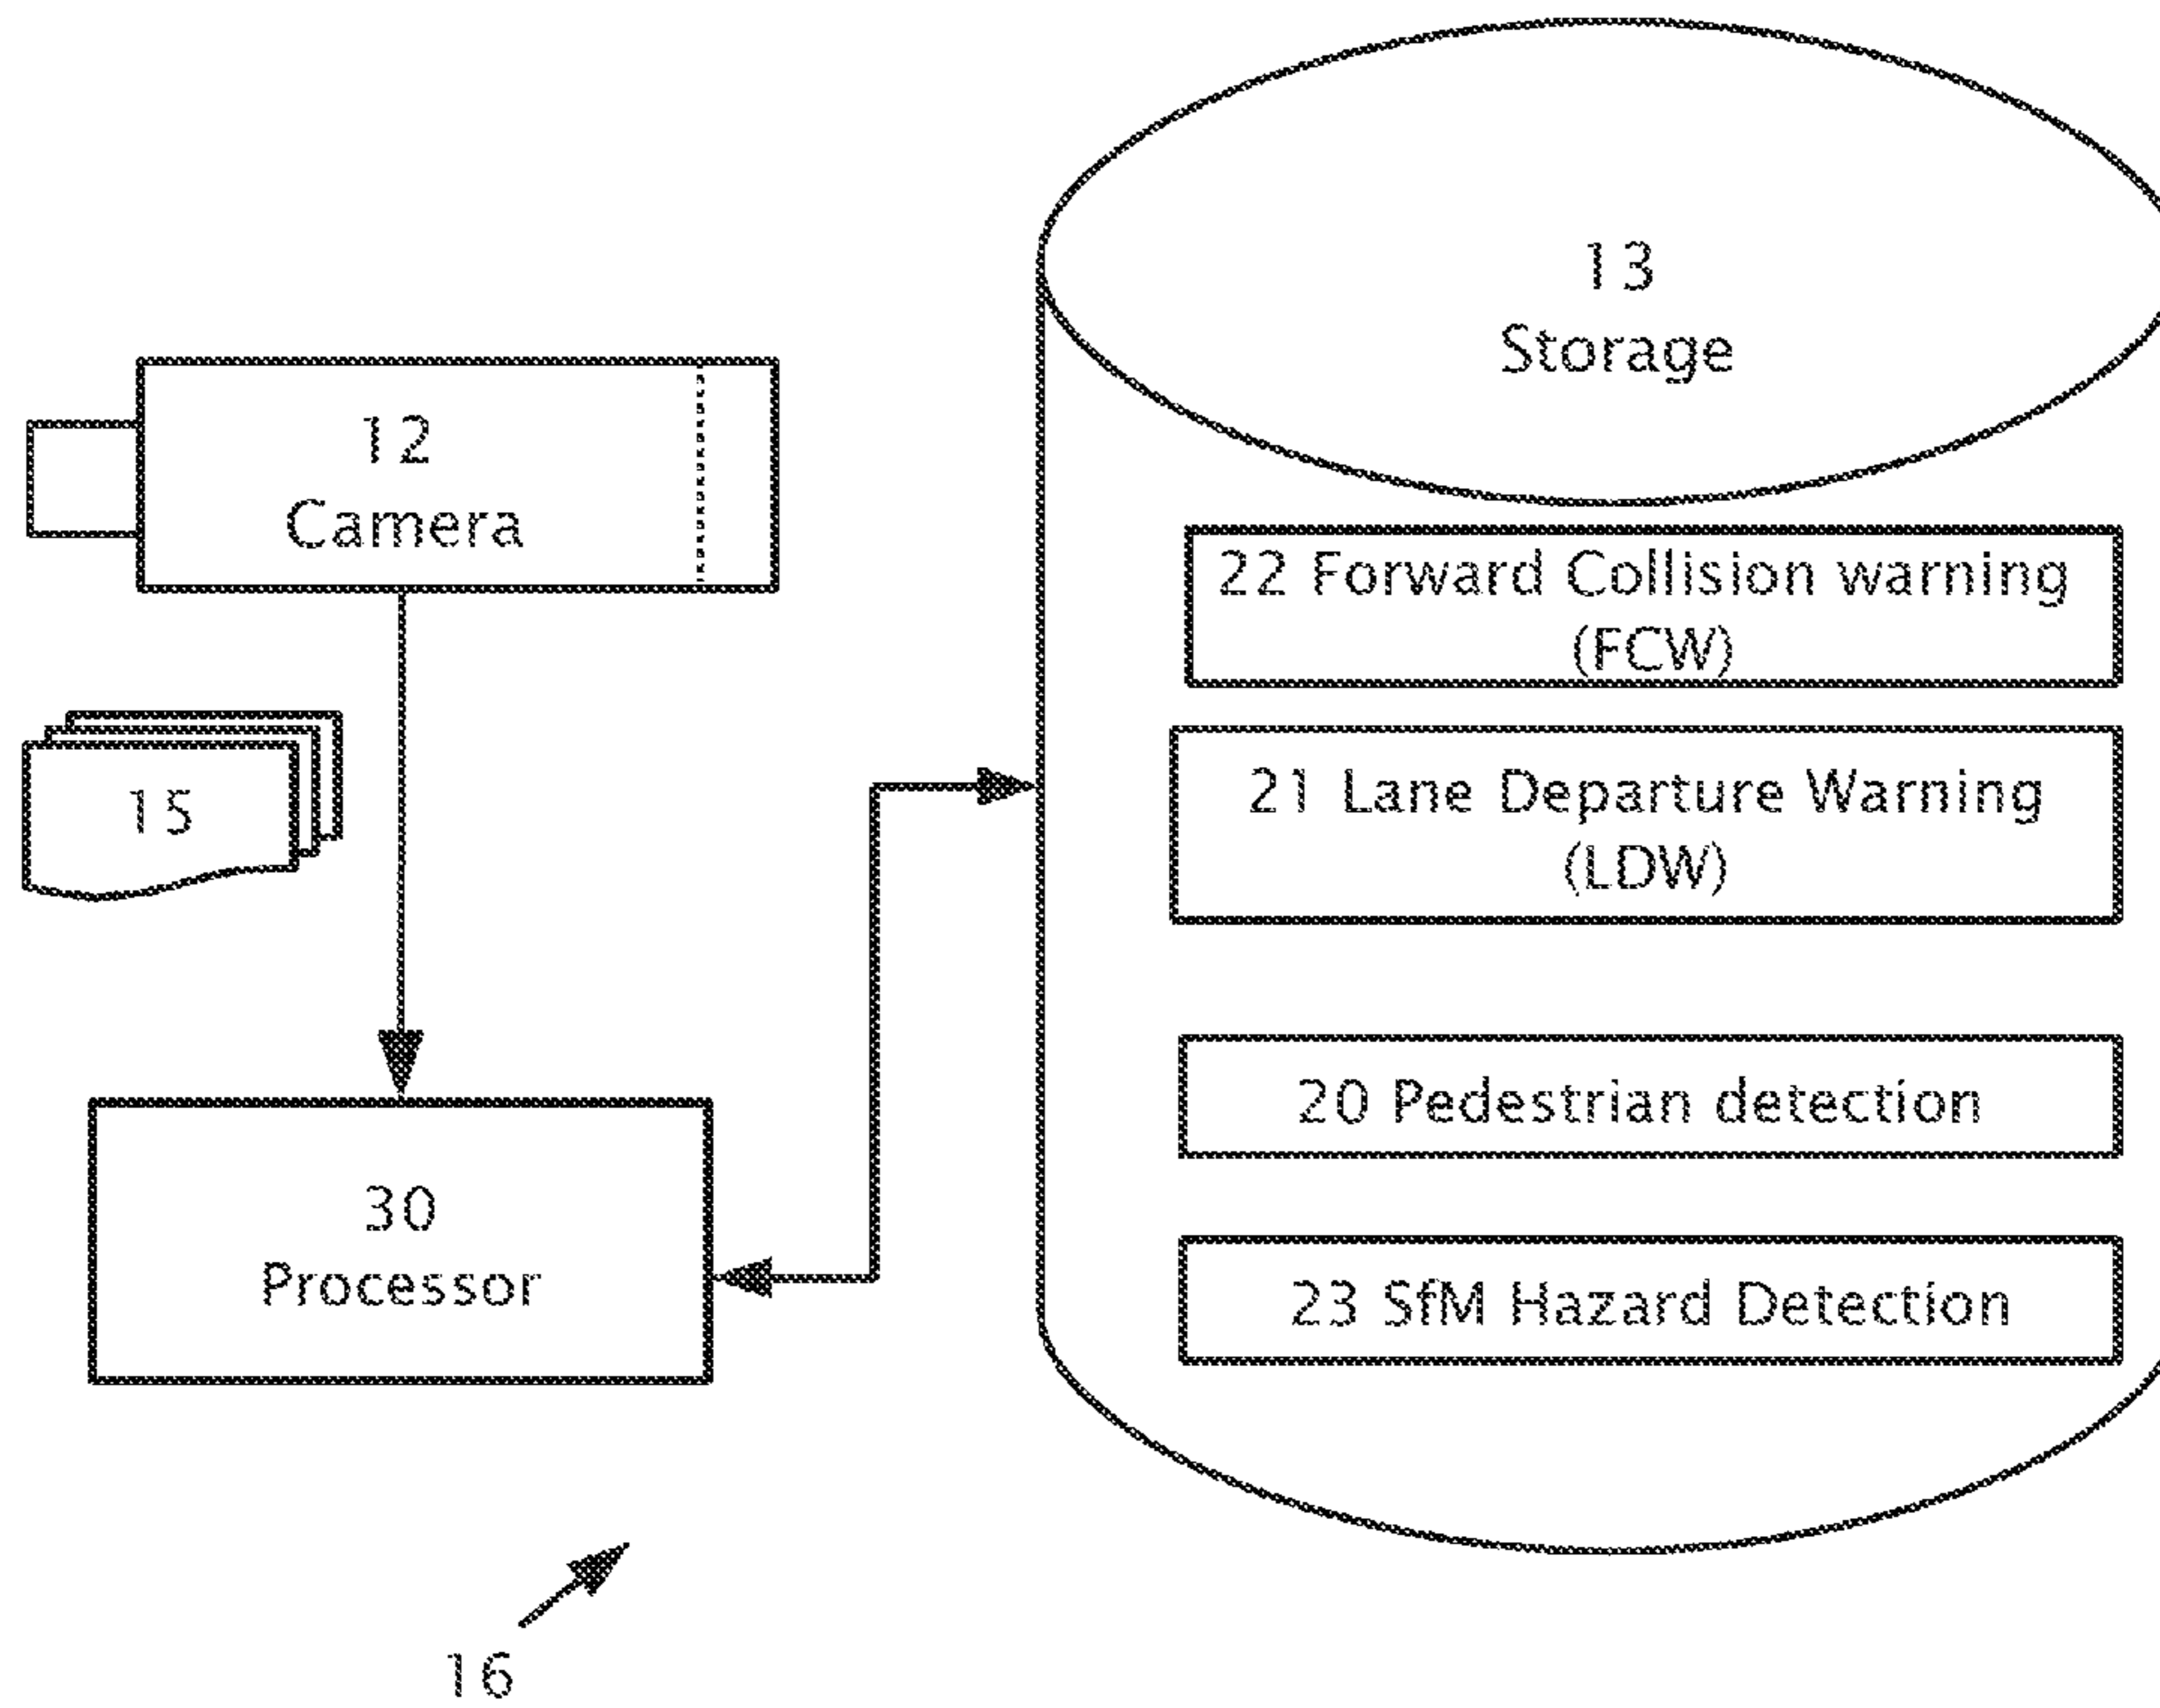 13
Storage
12
Camera
22 Forward Collision warning
(FCW)
21 Lane Departure Warning
(LDW)
15
20 Pedestrian detection
30
Processor
23 SfM Hazard Detection
16